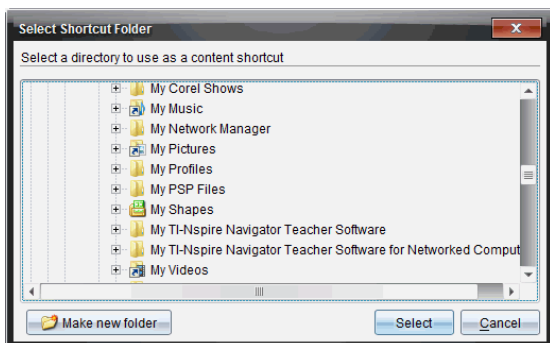 Select Shortcut Folder
Select a directory to use as a content shortcut
My Corel Shows
My Music
My Network Manager
My Pictures
My Profiles
My PSP Files
My Shapes
My TI-Nspire Navigator Teacher Software
My TI-Nspire Navigator Teacher Software for Networked Comput
My Videos
Make new folder Select Cancel